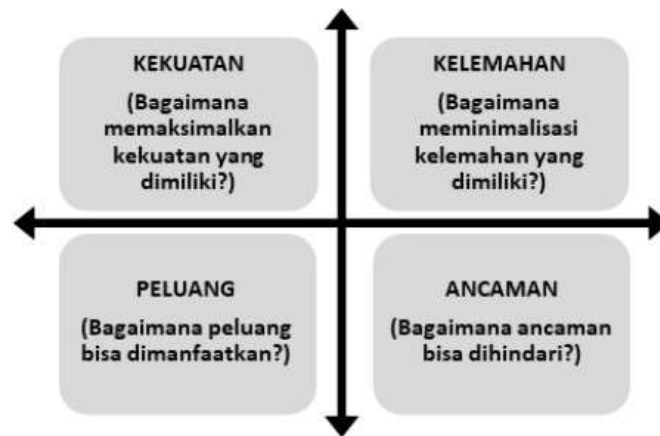 KEKUATAN
(Bagaimana
memaksimalkan
kekuatan yang
dimiliki?)
KELEMAHAN
(Bagaimana
meminimalisasi
kelemahan yang
dimiliki?)
PELUANG
(Bagaimana peluang
bisa dimanfaatkan?)
ANCAMAN
(Bagaimana ancaman
bisa dihindari?)